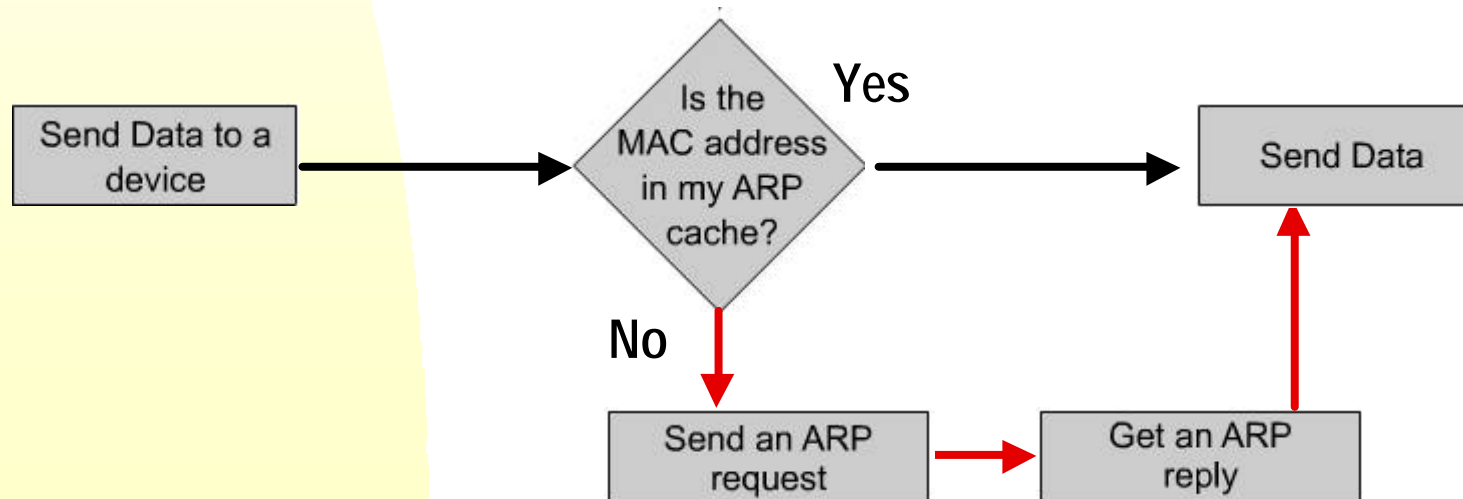 Send Data to a
device
Is the
MAC address
in my ARP
cache?
Yes
Send Data
No
Send an ARP
request
Get an ARP
reply